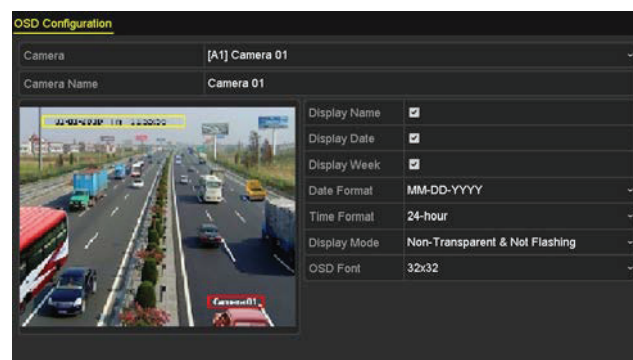 OSD Configuration
Camera [A1] Camera 01
Camera Name Camera 01
Display Name
Display Date
Display Week
Date Format MM-DD-YYYY
Time Format 24-hour
Display Mode Non-Transparent & Not Flashing
OSD Font 32x32
Camera01